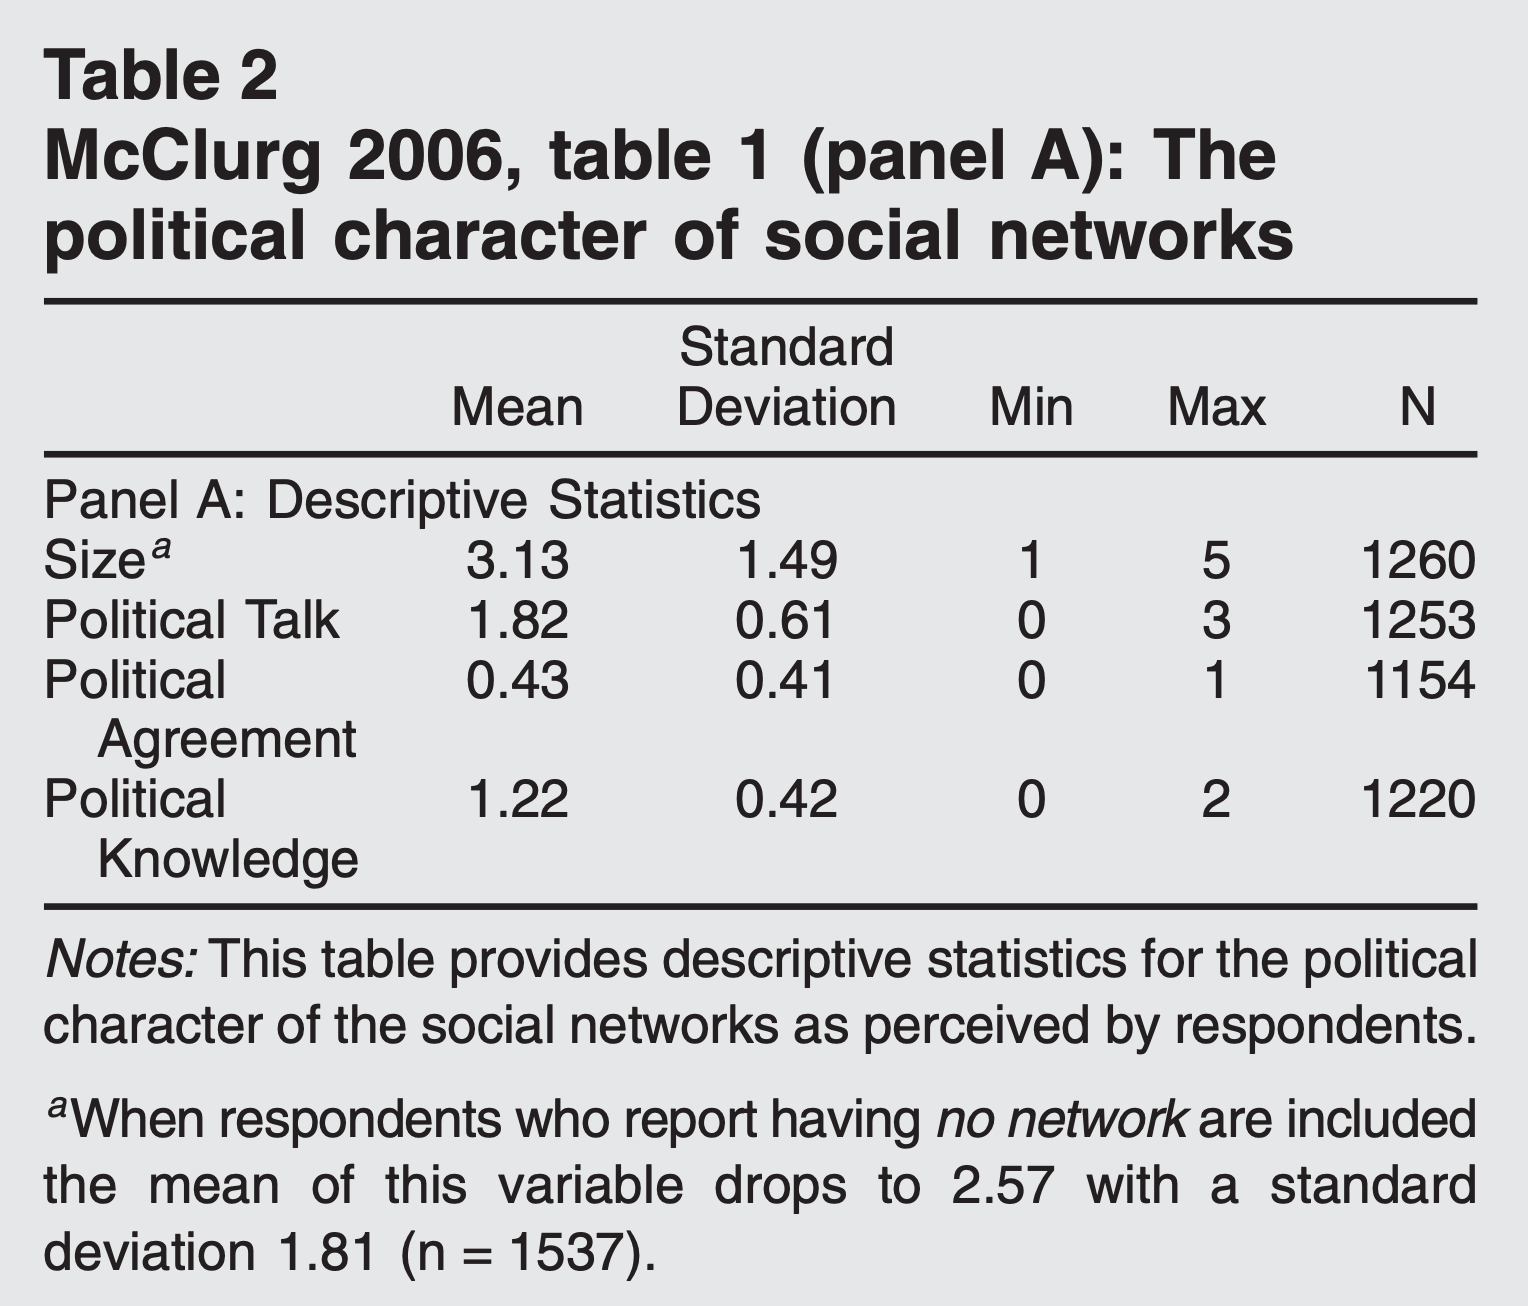 Table 2
McClurg 2006, table 1 (panel A): The
political character of social networks
Standard
Mean Deviation Min Max N
Panel A: Descriptive Statistics
Size a 3.13 1.49 1 5 1260
Political Talk 1.82 0.61 0 3 1253
Political 0.43 0.41 0 1 1154
Agreement
Political 1.22 0.42 0 2 1220
Knowledge
Notes: This table provides descriptive statistics for the political
character of the social networks as perceived by respondents.
a When respondents who report having no network are included
the mean of this variable drops to 2.57 with a standard
deviation 1.81 (n = 1537).